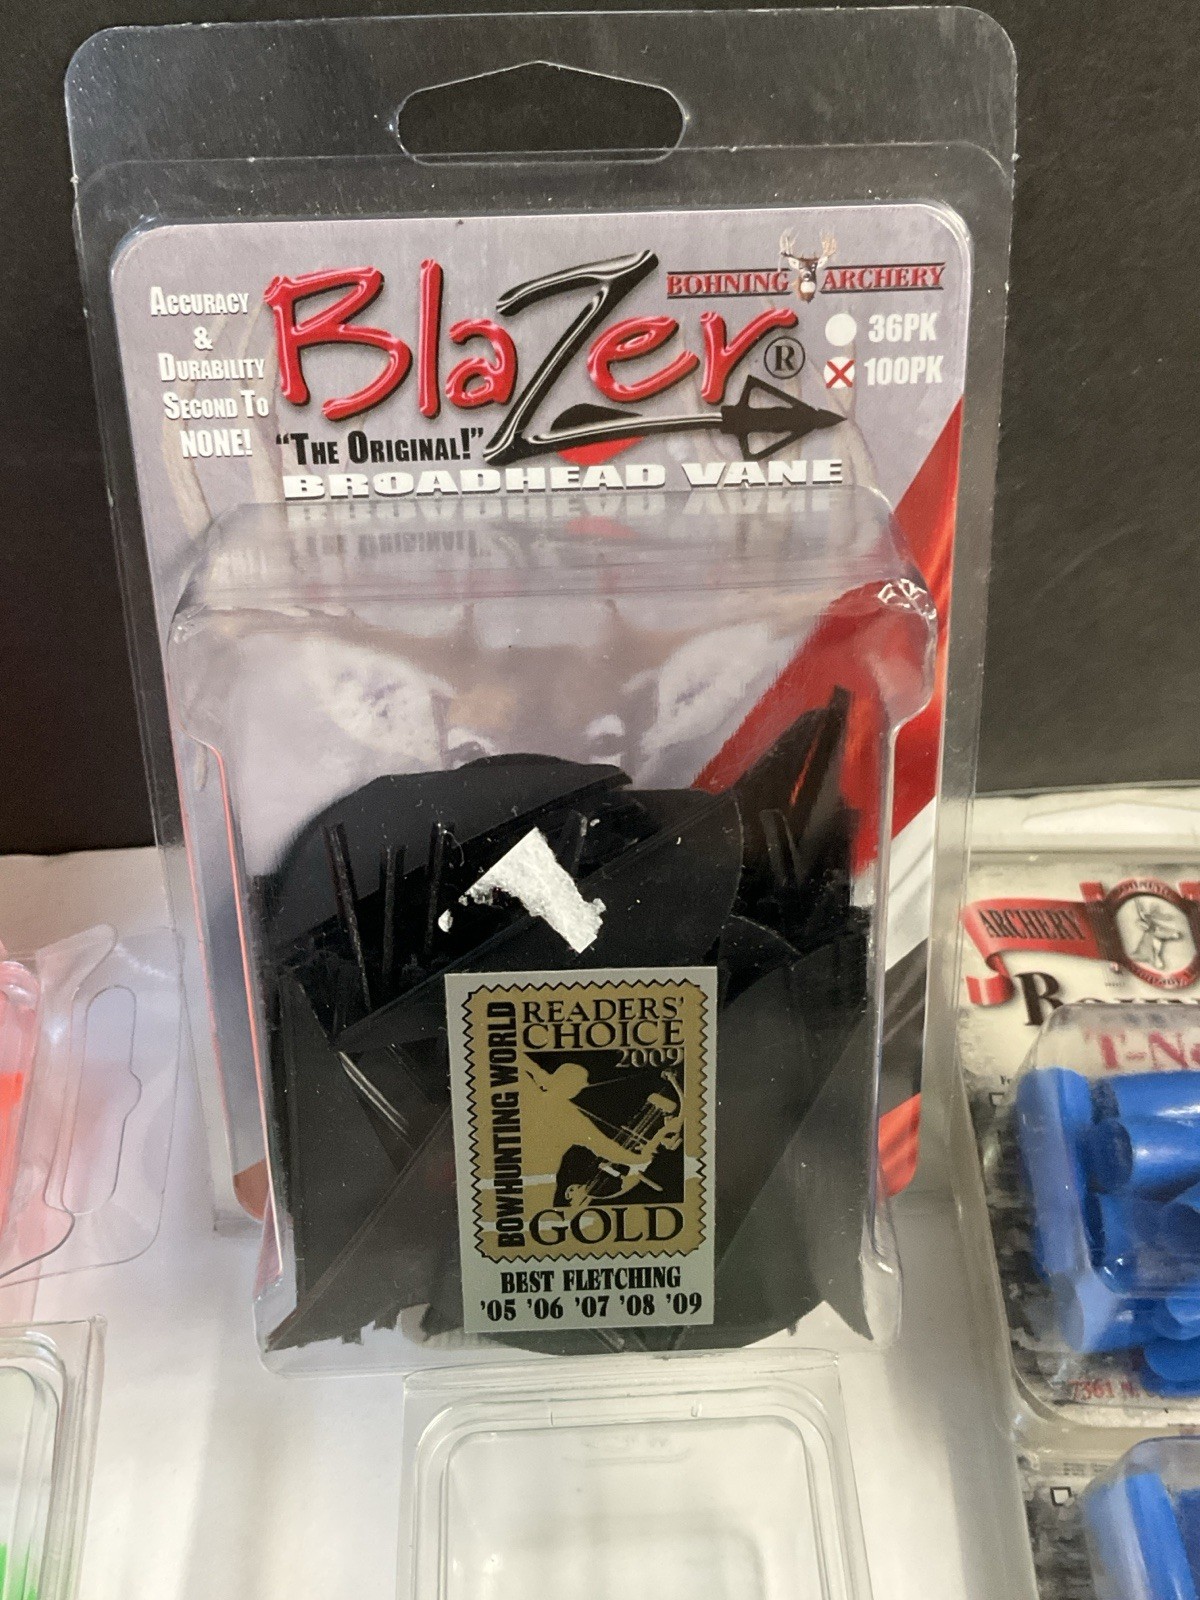 ACCURACY
&
DURABILITY
SECOND TO
NONE!
BlaZer®
"THE ORIGINAL!"
BROADHEAD VANE
BOHNING ARCHERY
36PK
100PK
BOWHUNTING WORLD
READERS'
CHOICE
2009
GOLD
BEST FLETCHING
'05 '06 '07 '08 '09
ARCHERY